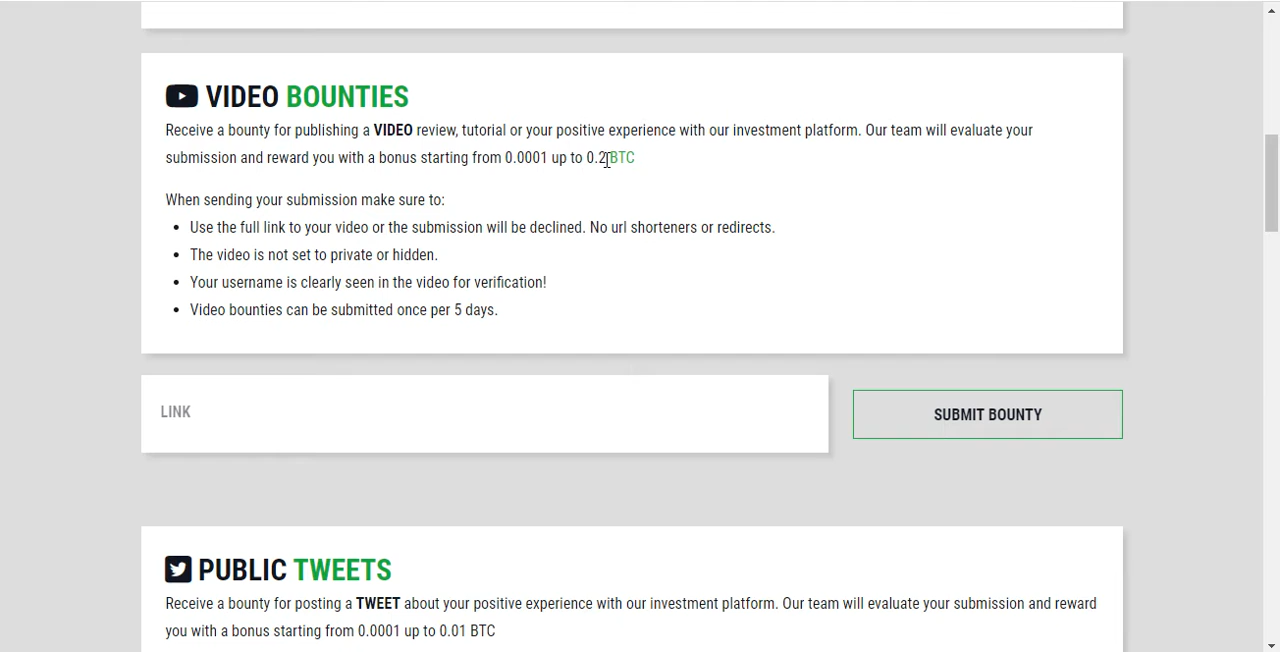 VIDEO BOUNTIES
Receive a bounty for publishing a VIDEO review, tutorial or your positive experience with our investment platform. Our team will evaluate your
submission and reward you with a bonus starting from 0.0001 up to 0.2 BTC
When sending your submission make sure to:
• Use the full link to your video or the submission will be declined. No url shorteners or redirects.
• The video is not set to private or hidden.
• Your username is clearly seen in the video for verification!
• Video bounties can be submitted once per 5 days.
LINK
SUBMIT BOUNTY
PUBLIC TWEETS
Receive a bounty for posting a TWEET about your positive experience with our investment platform. Our team will evaluate your submission and reward
you with a bonus starting from 0.0001 up to 0.01 BTC